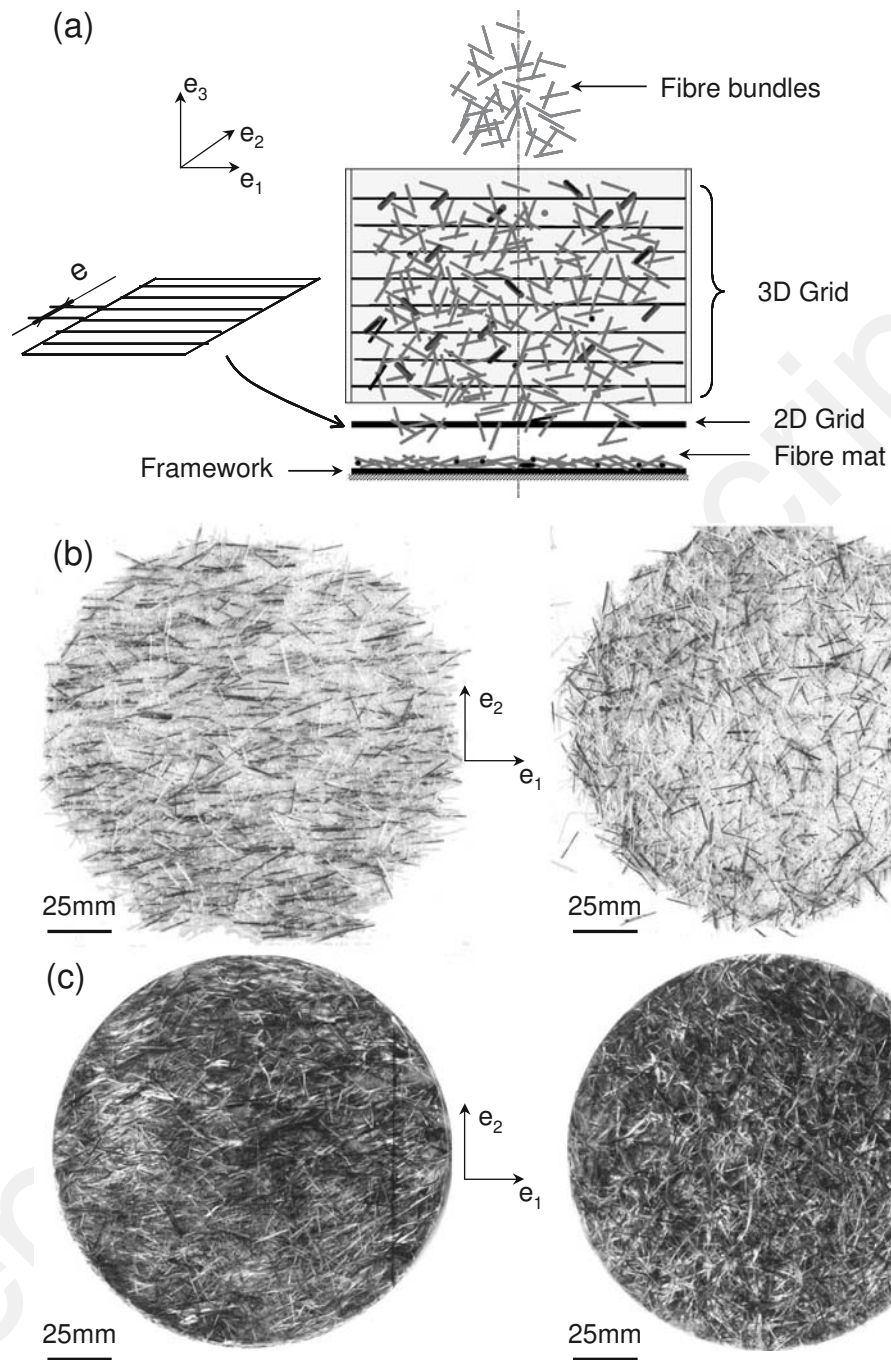 (a)
Fibre bundles
e3
e2
e1
e
3D Grid
2D Grid
Fibre mat
Framework
(b)
e2
e1
25mm
25mm
(c)
e2
e1
25mm
25mm